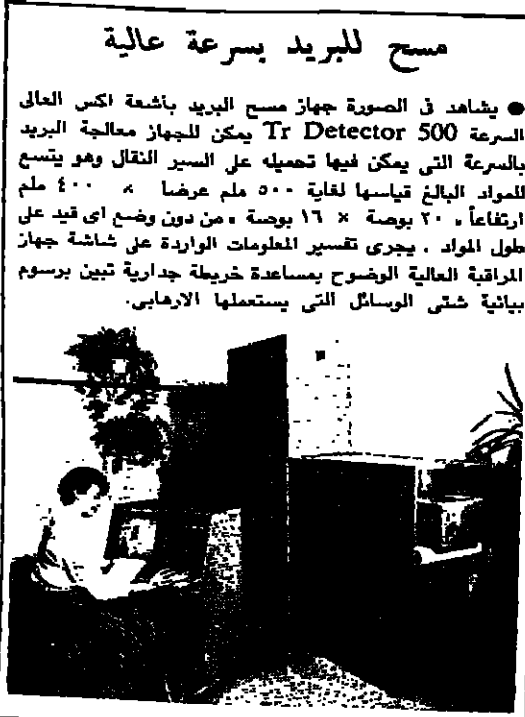 مسح للبريد بسرعة عالية
● يشاهد فى الصورة جهاز مسح البريد بأشعة اكس العالى
السرعة Tr Detector 500 يمكن للجهاز معالجة البريد
بالسرعة التى يمكن فيها تحميله على السير النقال وهو يتسع
للمواد البالغ قياسها لغاية ٥٠٠ ملم عرضا × ٤٠٠ ملم
ارتفاعاً ، ٢٠ بوصة × ١٦ بوصة ، من دون وضع اى قيد على
طول المواد . يجرى تفسير المعلومات الواردة على شاشة جهاز
المراقبة العالية الوضوح بمساعدة خريطة جدارية تبين برسوم
بيانية شتى الوسائل التى يستعملها الارهابى.